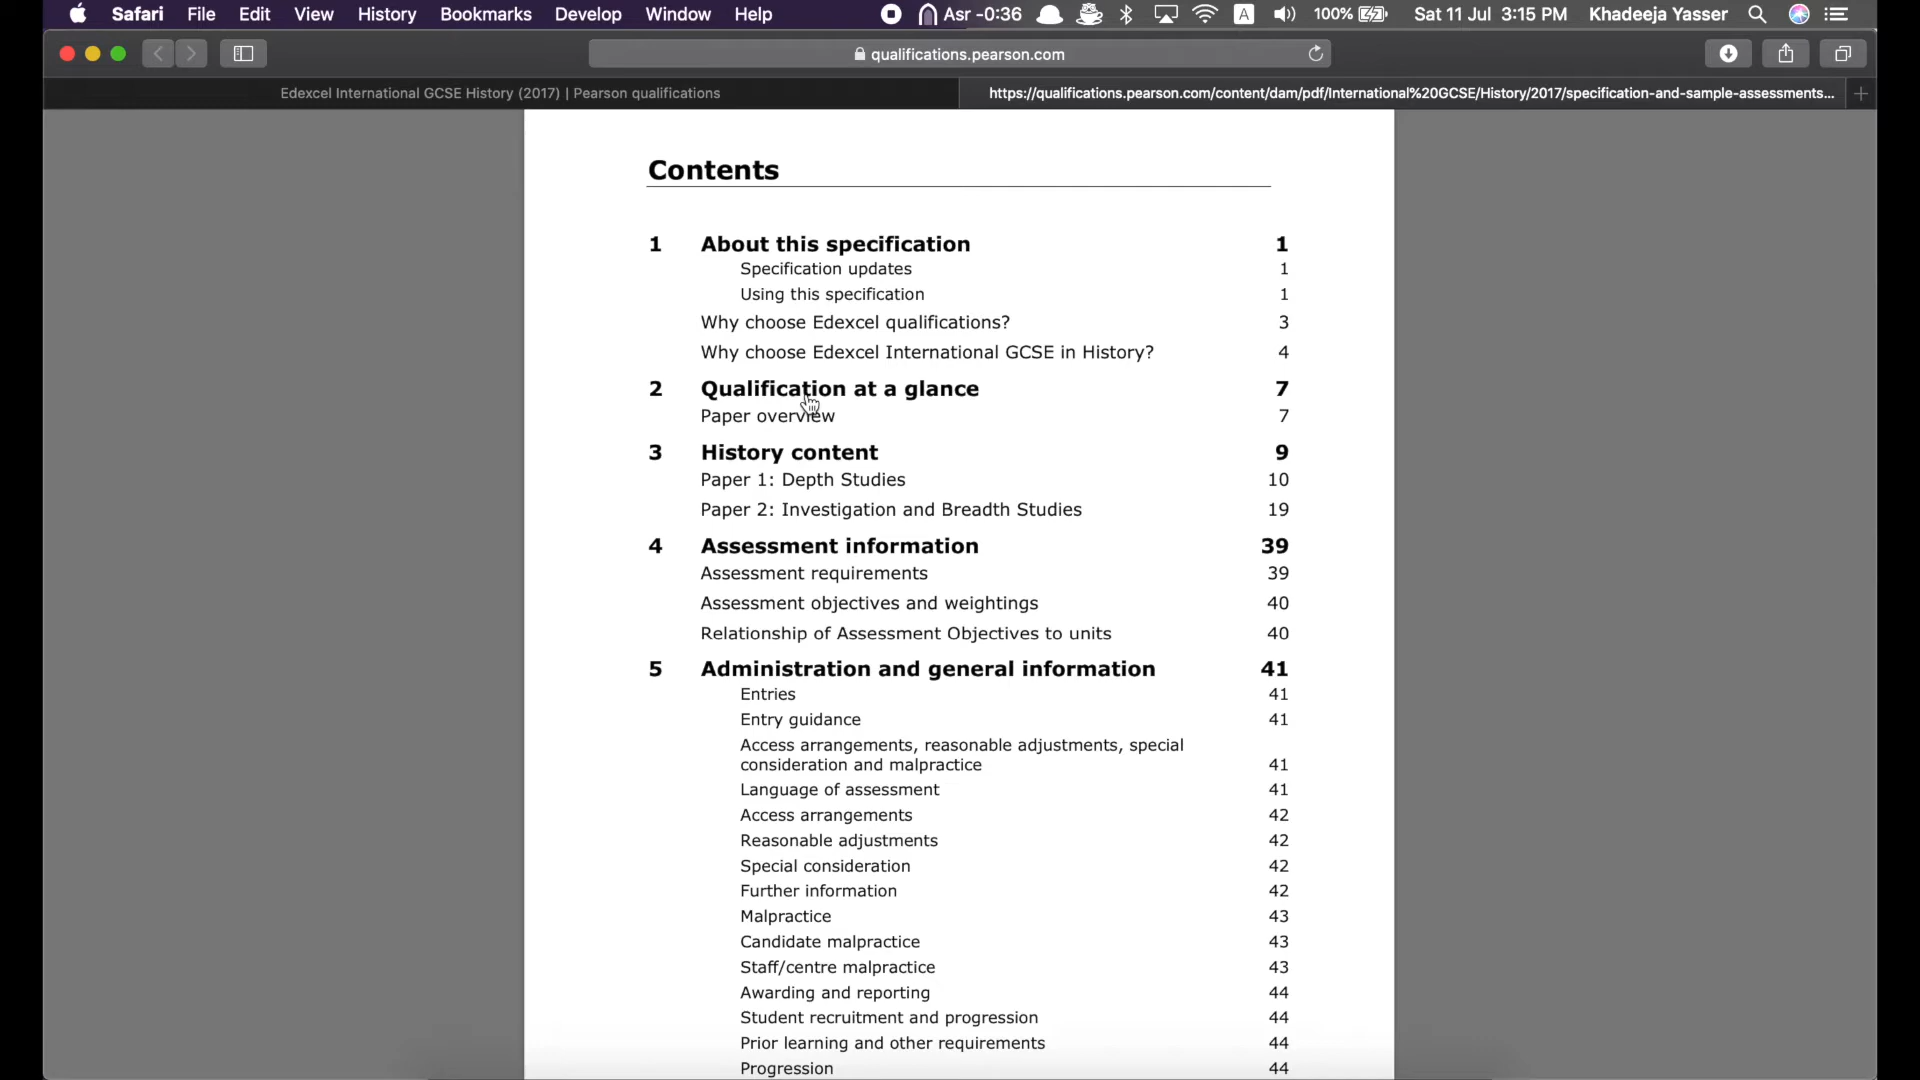 Safari File Edit View History Bookmarks Develop Window Help Asr -0:36 A 100% Sat 11 Jul 3:15 PM Khadeeja Yasser
qualifications.pearson.com
Edexcel International GCSE History (2017) | Pearson qualifications
https://qualifications.pearson.com/content/dam/pdf/International%20GCSE/History/2017/specification-and-sample-assessments...
Contents
1 About this specification 1
Specification updates 1
Using this specification 1
Why choose Edexcel qualifications? 3
Why choose Edexcel International GCSE in History? 4
2 Qualification at a glance 7
Paper overview 7
3 History content 9
Paper 1: Depth Studies 10
Paper 2: Investigation and Breadth Studies 19
4 Assessment information 39
Assessment requirements 39
Assessment objectives and weightings 40
Relationship of Assessment Objectives to units 40
5 Administration and general information 41
Entries 41
Entry guidance 41
Access arrangements, reasonable adjustments, special
consideration and malpractice 41
Language of assessment 41
Access arrangements 42
Reasonable adjustments 42
Special consideration 42
Further information 42
Malpractice 43
Candidate malpractice 43
Staff/centre malpractice 43
Awarding and reporting 44
Student recruitment and progression 44
Prior learning and other requirements 44
Progression 44